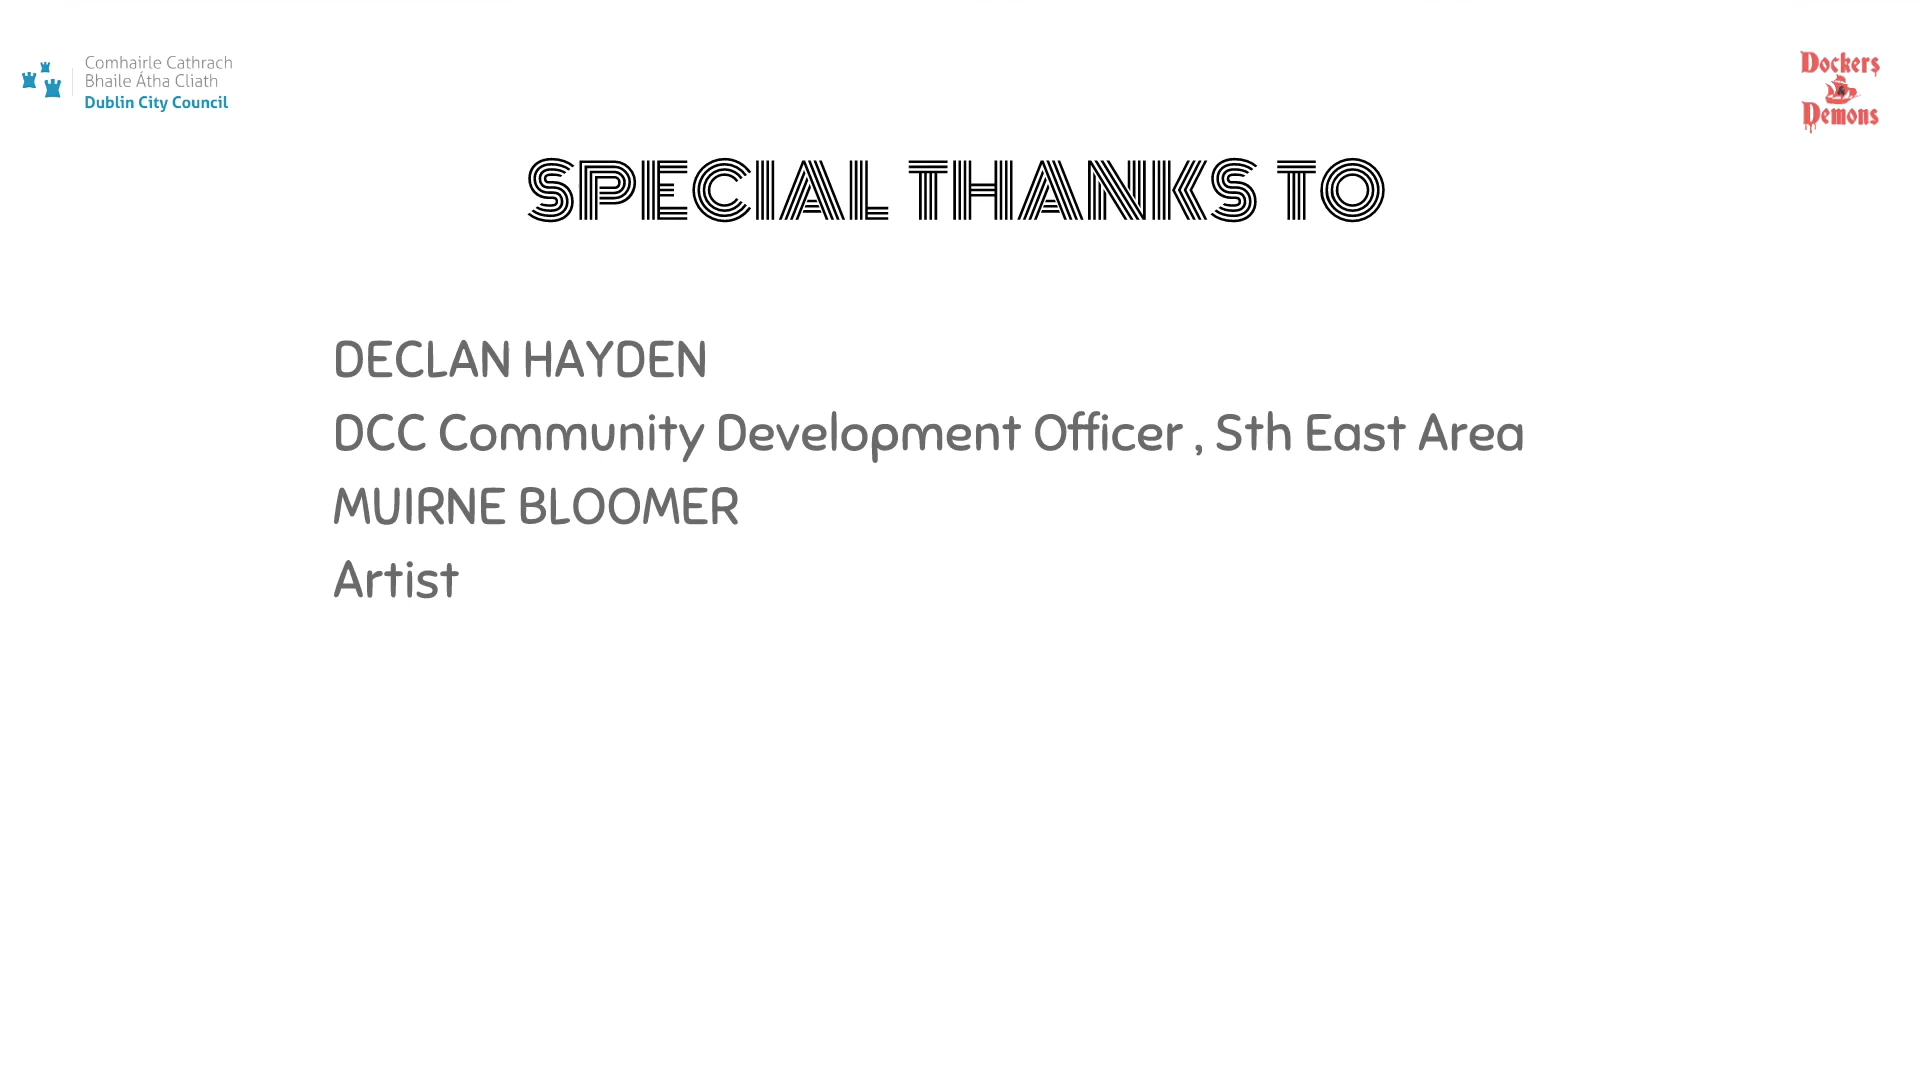 Comhairle Cathrach
Bhaile Átha Cliath
Dublin City Council
Dockers
Demons
SPECIAL THANKS TO
DECLAN HAYDEN
DCC Community Development Officer , Sth East Area
MUIRNE BLOOMER
Artist